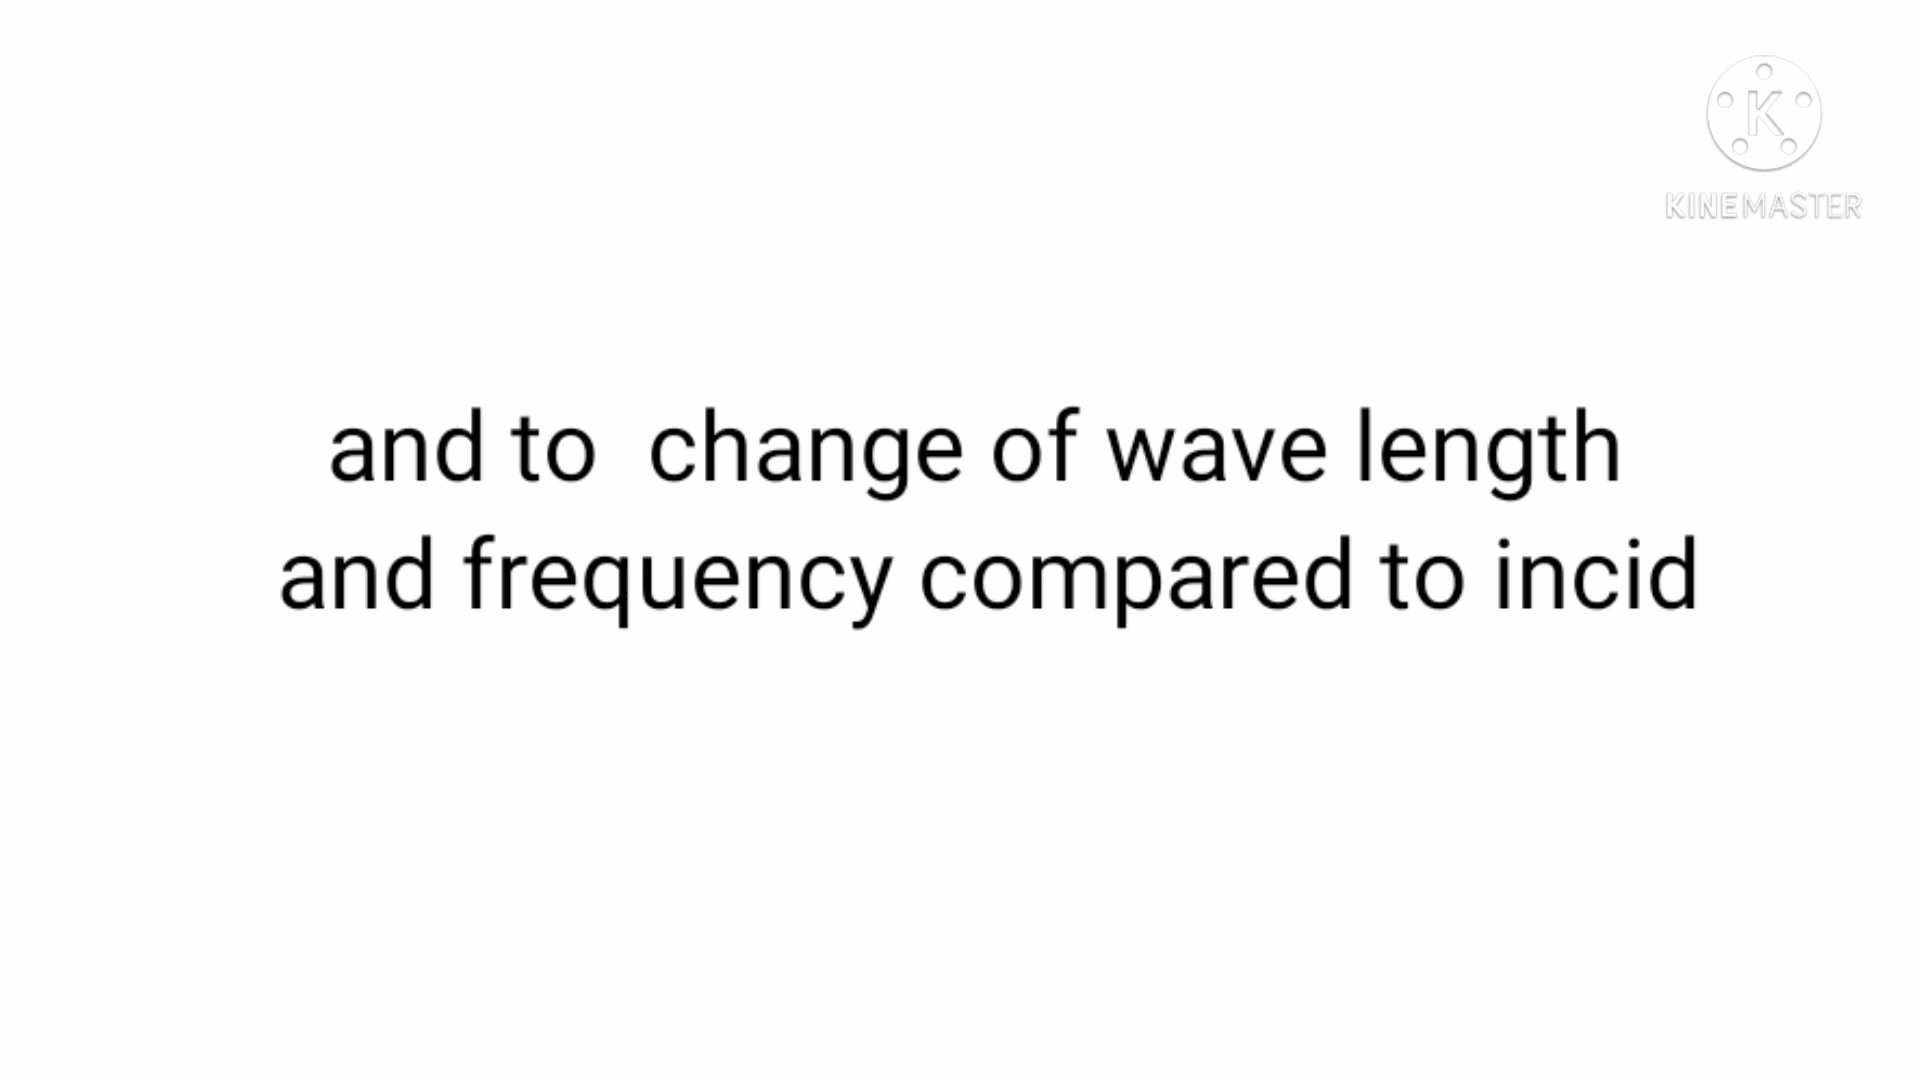 K
KINEMASTER
and to  change of wave length
and frequency compared to incid